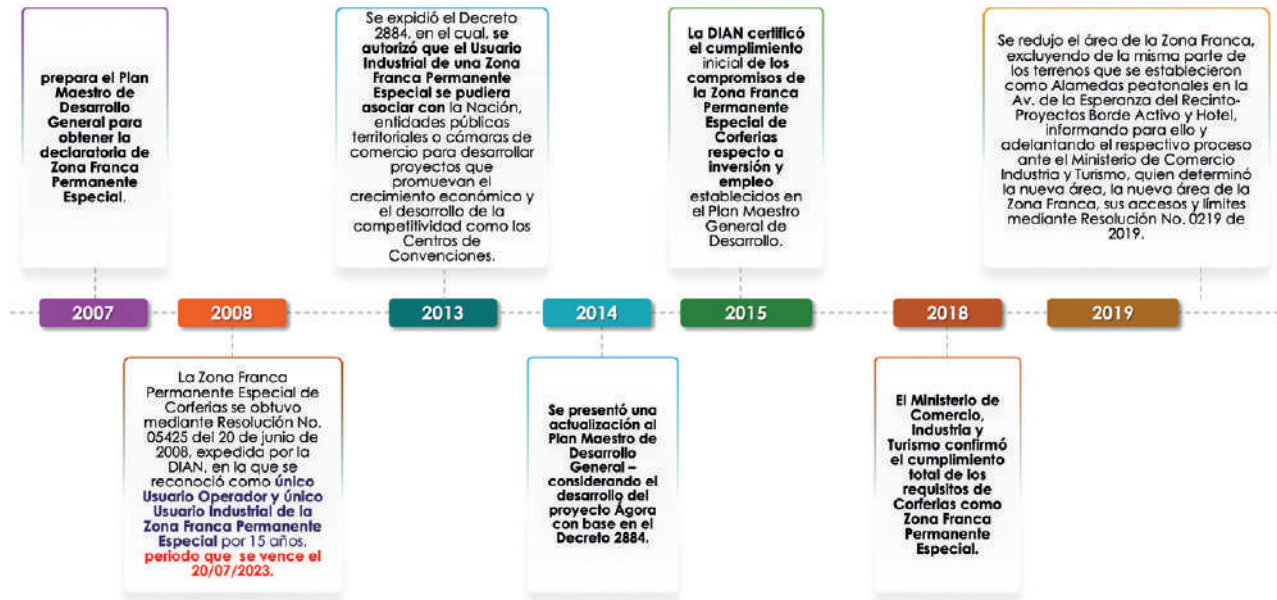 prepara el Plan
Maestro de
Desarrollo
General para
obtener la
declaratoria de
Zona Franca
Permanente
Especial.
Se expidió el Decreto
2884, en el cual, se
autorizó que el Usuario
Industrial de una Zona
Franca Permanente
Especial se pudiera
asociar con la Nación,
entidades públicas
territoriales o cámaras de
comercio para desarrollar
proyectos que
promuevan el
crecimiento económico y
el desarrollo de la
competitividad como los
Centros de
Convenciones.
La DIAN certificó
el cumplimiento
inicial de los
compromisos de
la Zona Franca
Permanente
Especial de
Corferias
respecto a
inversión y
empleo
establecidos en
el Plan Maestro
General de
Desarrollo.
Se redujo el área de la Zona Franca,
excluyendo de la misma parte de
los terrenos que se establecieron
como Alamedas peatonales en la
Av. de la Esperanza del Recinto-
Proyectos Borde Activo y Hotel,
informando para ello y
adelantando el respectivo proceso
ante el Ministerio de Comercio
Industria y Turismo, quien determinó
la nueva área, la nueva área de la
Zona Franca, sus accesos y límites
mediante Resolución No. 0219 de
2019.
2007
2008
2013
2014
2015
2018
2019
La Zona Franca
Permanente Especial de
Corferias se obtuvo
mediante Resolución No.
05425 del 20 de junio de
2008, expedida por la
DIAN, en la que se
reconoció como único
Usuario Operador y único
Usuario Industrial de la
Zona Franca Permanente
Especial por 15 años,
periodo que se vence el
20/07/2023.
Se presentó una
actualización al
Plan Maestro de
Desarrollo
General –
considerando el
desarrollo del
proyecto Ágora
con base en el
Decreto 2884.
El Ministerio de
Comercio,
Industria y
Turismo confirmó
el cumplimiento
total de los
requisitos de
Corferias como
Zona Franca
Permanente
Especial.